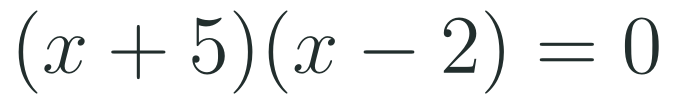 (x + 5)(x − 2) = 0